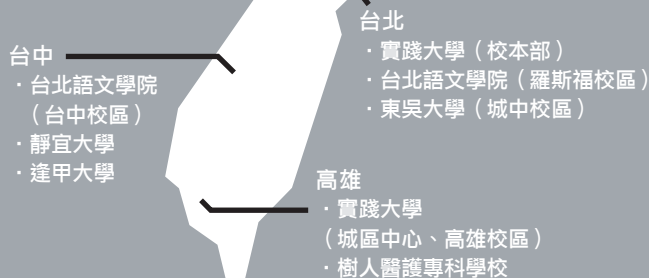 台北
·實踐大學（校本部）
·台北語文學院（羅斯福校區）
·東吳大學（城中校區）
台中
·台北語文學院
（台中校區）
·靜宜大學
·逢甲大學
高雄
·實踐大學
（城區中心、高雄校區）
·樹人醫護專科學校